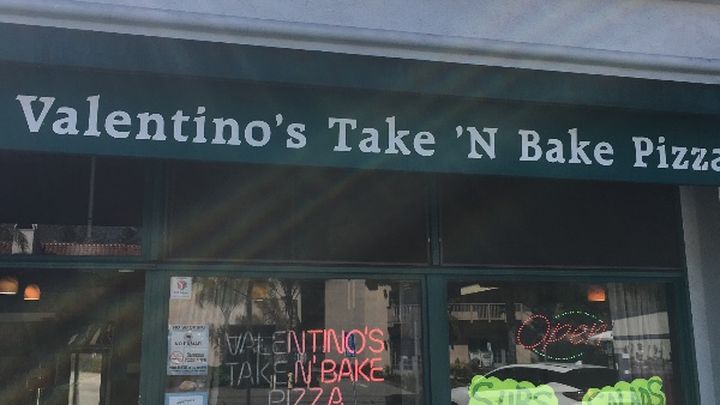 Valentino's Take 'N Bake Pizza
VALENTINO'S
TAKE 'N' BAKE
PIZZA
Open